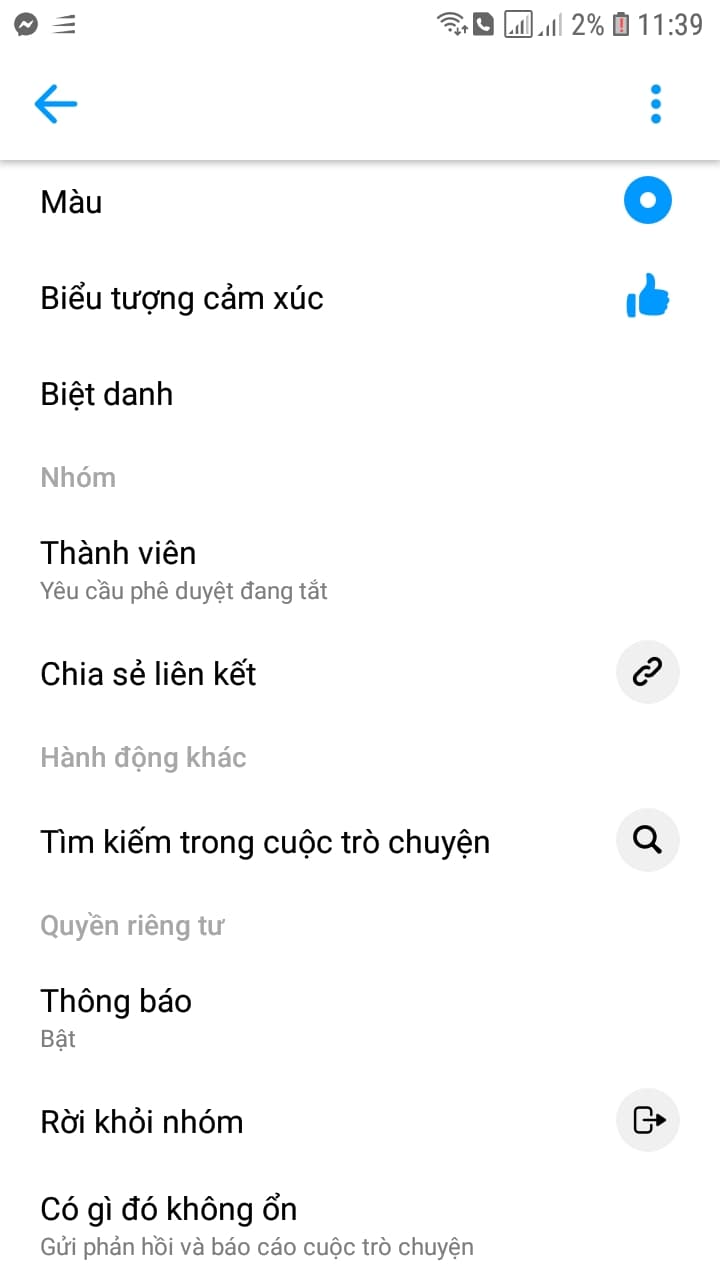 2% 11:39
Màu
Biểu tượng cảm xúc
Biệt danh
Nhóm
Thành viên
Yêu cầu phê duyệt đang tắt
Chia sẻ liên kết
Hành động khác
Tìm kiếm trong cuộc trò chuyện
Quyền riêng tư
Thông báo
Bật
Rời khỏi nhóm
Có gì đó không ổn
Gửi phản hồi và báo cáo cuộc trò chuyện